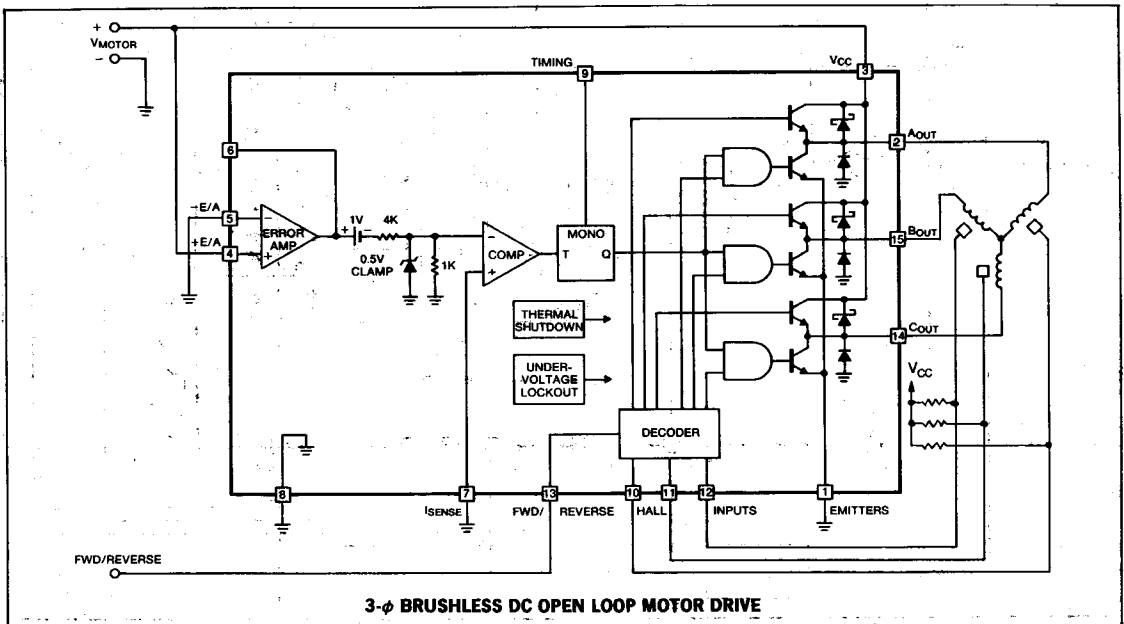 +
VMOTOR
-
TIMING
9
VCC
3
6
−E/A
5
+E/A
4
-
+
ERROR
AMP
+ 1V −
4K
0.5V
CLAMP
1K
-
+
COMP
MONO
T
Q
2
AOUT
15
BOUT
14
COUT
VCC
THERMAL
SHUTDOWN
UNDER-
VOLTAGE
LOCKOUT
DECODER
8
7
13
10
11
12
1
ISENSE
FWD/
REVERSE
HALL
INPUTS
EMITTERS
FWD/REVERSE
3-ϕ BRUSHLESS DC OPEN LOOP MOTOR DRIVE